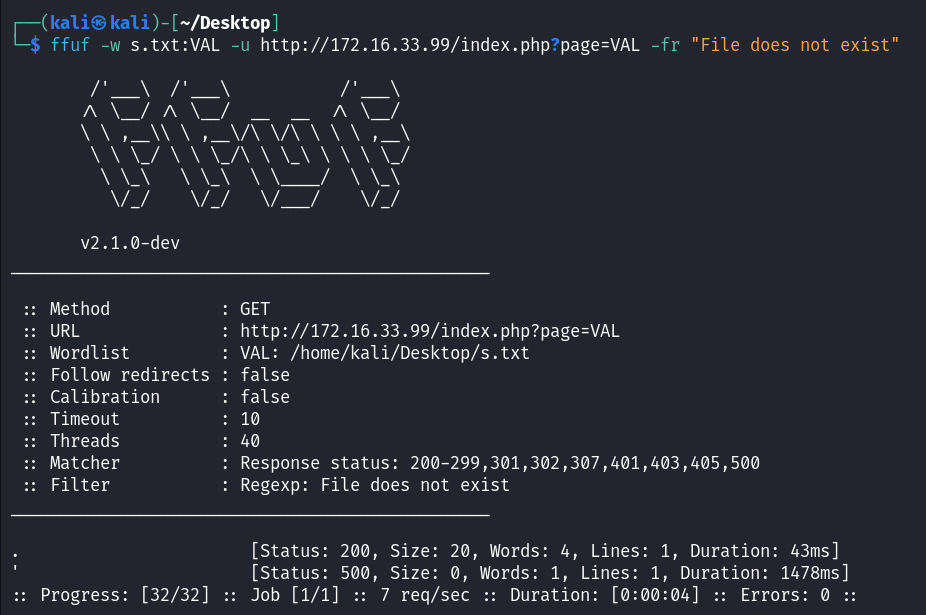 ┌──(kali㉿kali)-[~/Desktop]
└─$ ffuf -w s.txt:VAL -u http://172.16.33.99/index.php?page=VAL -fr "File does not exist"

        /'___\  /'___\           /'___\
       /\ \__/ /\ \__/  __  __  /\ \__/
       \ \ ,__\\ \ ,__\/\ \/\ \ \ \ ,__\
        \ \ \_/ \ \ \_/\ \ \_\ \ \ \ \_/
         \ \_\   \ \_\  \ \____/  \ \_\
          \/_/    \/_/   \/___/    \/_/

       v2.1.0-dev
________________________________________________

 :: Method           : GET
 :: URL              : http://172.16.33.99/index.php?page=VAL
 :: Wordlist         : VAL: /home/kali/Desktop/s.txt
 :: Follow redirects : false
 :: Calibration      : false
 :: Timeout          : 10
 :: Threads          : 40
 :: Matcher          : Response status: 200-299,301,302,307,401,403,405,500
 :: Filter           : Regexp: File does not exist
________________________________________________

.                       [Status: 200, Size: 20, Words: 4, Lines: 1, Duration: 43ms]
'                       [Status: 500, Size: 0, Words: 1, Lines: 1, Duration: 1478ms]
:: Progress: [32/32] :: Job [1/1] :: 7 req/sec :: Duration: [0:00:04] :: Errors: 0 ::